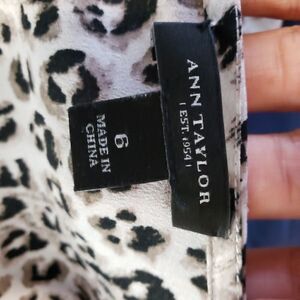 ANN TAYLOR
| EST. 1954 |
6
MADE IN
CHINA